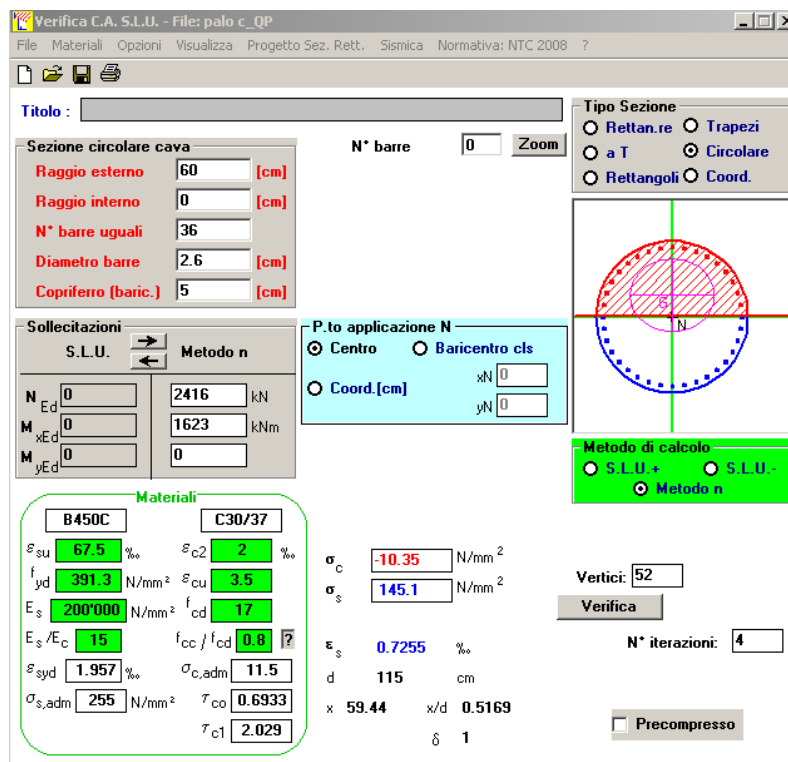 Verifica C.A. S.L.U. - File: palo c_QP
File Materiali Opzioni Visualizza Progetto Sez. Rett. Sismica Normativa: NTC 2008 ?
Titolo :
Tipo Sezione
Rettan.re Trapezi
a T Circolare
Rettangoli Coord.
Sezione circolare cava
N* barre 0 Zoom
Raggio esterno 60 [cm]
Raggio interno 0 [cm]
N* barre uguali 36
Diametro barre 2.6 [cm]
Copriferro (baric.) 5 [cm]
G
N
Sollecitazioni
S.L.U. Metodo n
N Ed 0 2416 kN
M xEd 0 1623 kNm
M yEd 0 0
P.to applicazione N
Centro Baricentro cls
Coord.[cm] xN 0
yN 0
Metodo di calcolo
S.L.U.+ S.L.U.-
Metodo n
Materiali
B450C C30/37
εsu 67.5 ‰ εc2 2 ‰
fyd 391.3 N/mm² εcu 3.5
Es 200'000 N/mm² fcd 17
Es/Ec 15 fcc / fcd 0.8 ?
εsyd 1.957 ‰ σc,adm 11.5
σs,adm 255 N/mm² τco 0.6933
τc1 2.029
σc -10.35 N/mm²
σs 145.1 N/mm²
εs 0.7255 ‰
d 115 cm
x 59.44 x/d 0.5169
δ 1
Vertici: 52
Verifica
N* iterazioni: 4
Precompresso